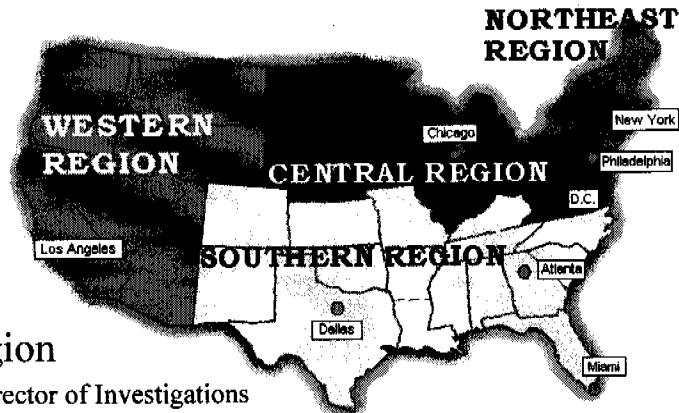 NORTHEAST
REGION
WESTERN
REGION
New York
Chicago
Philadelphia
CENTRAL REGION
D.C.
Los Angeles
SOUTHERN REGION
Atlanta
Dallas
Miami
gion
rector of Investigations